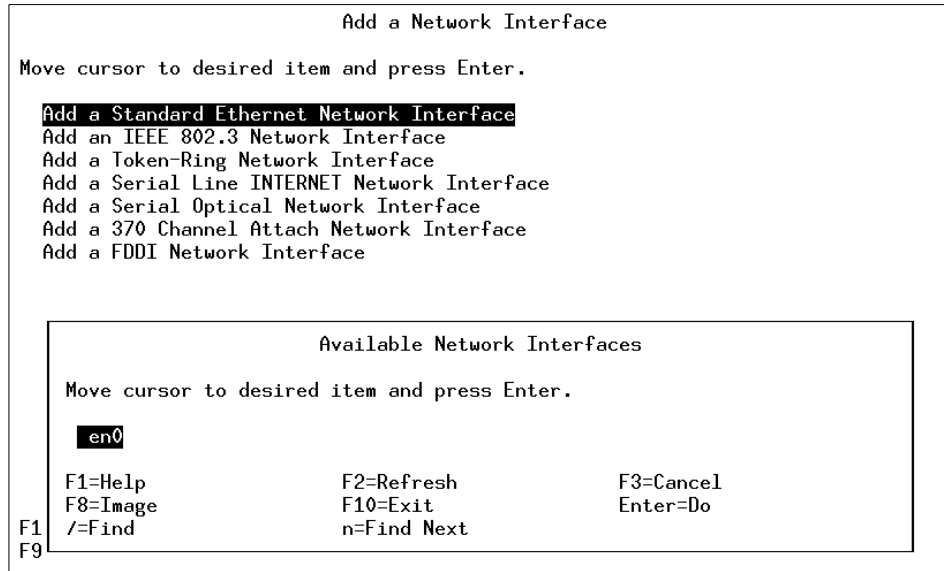 Add a Network Interface
Move cursor to desired item and press Enter.
Add a Standard Ethernet Network Interface
Add an IEEE 802.3 Network Interface
Add a Token-Ring Network Interface
Add a Serial Line INTERNET Network Interface
Add a Serial Optical Network Interface
Add a 370 Channel Attach Network Interface
Add a FDDI Network Interface
Available Network Interfaces
Move cursor to desired item and press Enter.
en0
F1=Help F2=Refresh F3=Cancel
F8=Image F10=Exit Enter=Do
F1 /=Find n=Find Next
F9